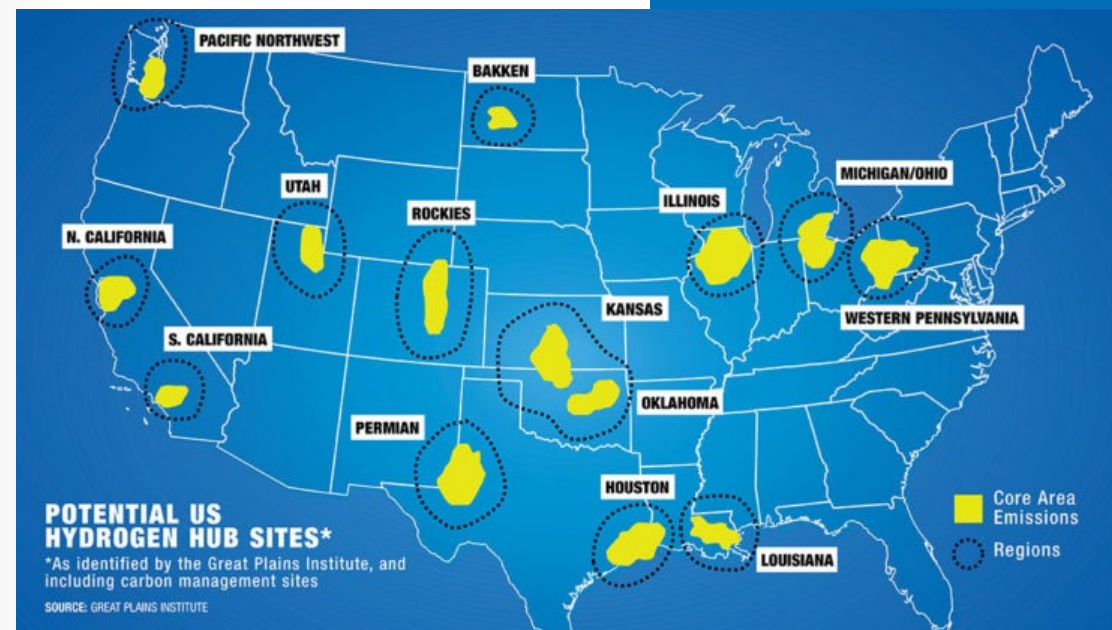 PACIFIC NORTHWEST
BAKKEN
MICHIGAN/OHIO
UTAH
ILLINOIS
ROCKIES
N. CALIFORNIA
KANSAS
WESTERN PENNSYLVANIA
S. CALIFORNIA
OKLAHOMA
PERMIAN
HOUSTON
LOUISIANA
POTENTIAL US
HYDROGEN HUB SITES*
*As identified by the Great Plains Institute, and
including carbon management sites
SOURCE: GREAT PLAINS INSTITUTE
Core Area
Emissions
Regions